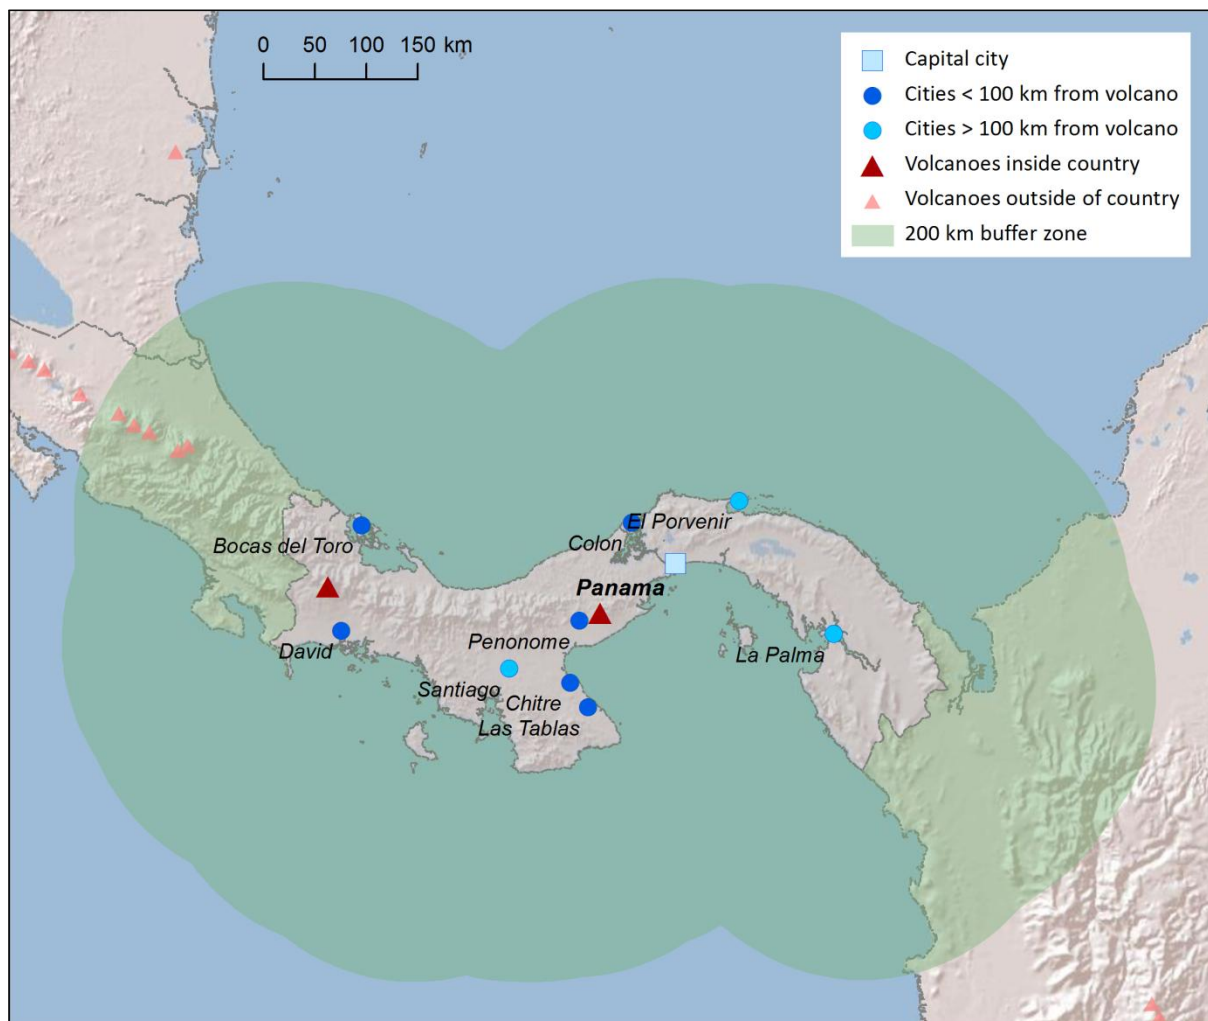 0 50 100 150 km
Capital city
Cities < 100 km from volcano
Cities > 100 km from volcano
Volcanoes inside country
Volcanoes outside of country
200 km buffer zone
El Porvenir
Bocas del Toro
Colon
Panama
Penonome
David
La Palma
Santiago
Chitre
Las Tablas